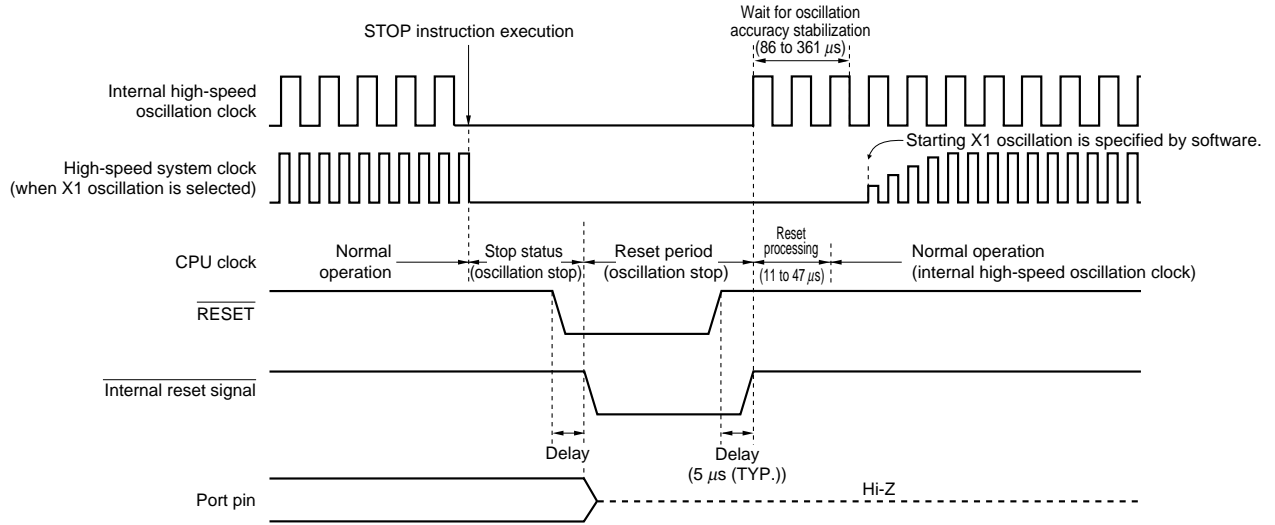 Wait for oscillation
accuracy stabilization
(86 to 361 μs)
STOP instruction execution
Internal high-speed
oscillation clock
Starting X1 oscillation is specified by software.
High-speed system clock
(when X1 oscillation is selected)
CPU clock
Normal
operation
Stop status
(oscillation stop)
Reset period
(oscillation stop)
Reset
processing
(11 to 47 μs)
Normal operation
(internal high-speed oscillation clock)
RESET
Internal reset signal
Delay
Delay
(5 μs (TYP.))
Hi-Z
Port pin